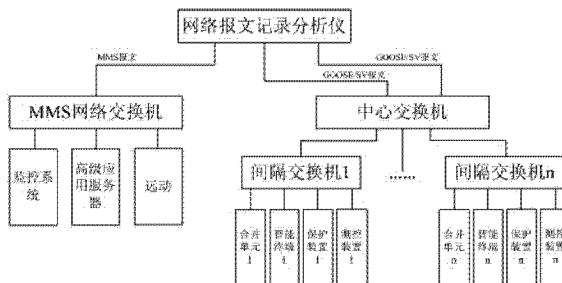 网络报文记录分析仪
MMS报文
GOOSE/SV报文
GOOSE/SV报文
MMS网络交换机
中心交换机
监控系统
高级应用服务器
远动
间隔交换机1
......
间隔交换机n
合并单元1
智能终端1
保护装置1
测控装置1
合并单元n
智能终端n
保护装置n
测控装置n